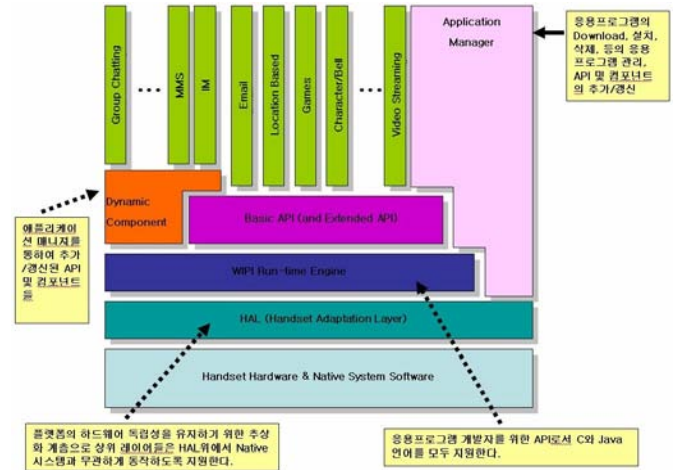 Group Chatting
...
MMS
IM
Email
Location Based
Games
Character/Bell
...
Video Streaming
Application
Manager
응용프로그램의
Download, 설치,
삭제, 등의 응용
프로그램 관리,
API 및 컴포넌트
의 추가/갱신
Dynamic
Component
Basic API (and Extended API)
애플리케이
션 매니저를
통하여 추가
/갱신된 API
및 컴포넌트
들
WIPI Run-time Engine
HAL (Handset Adaptation Layer)
Handset Hardware & Native System Software
플랫폼의 하드웨어 독립성을 유지하기 위한 추상
화 계층으로 상위 레이어들은 HAL위에서 Native
시스템과 무관하게 동작하도록 지원한다.
응용프로그램 개발자를 위한 API로서 C와 Java
언어를 모두 지원한다.